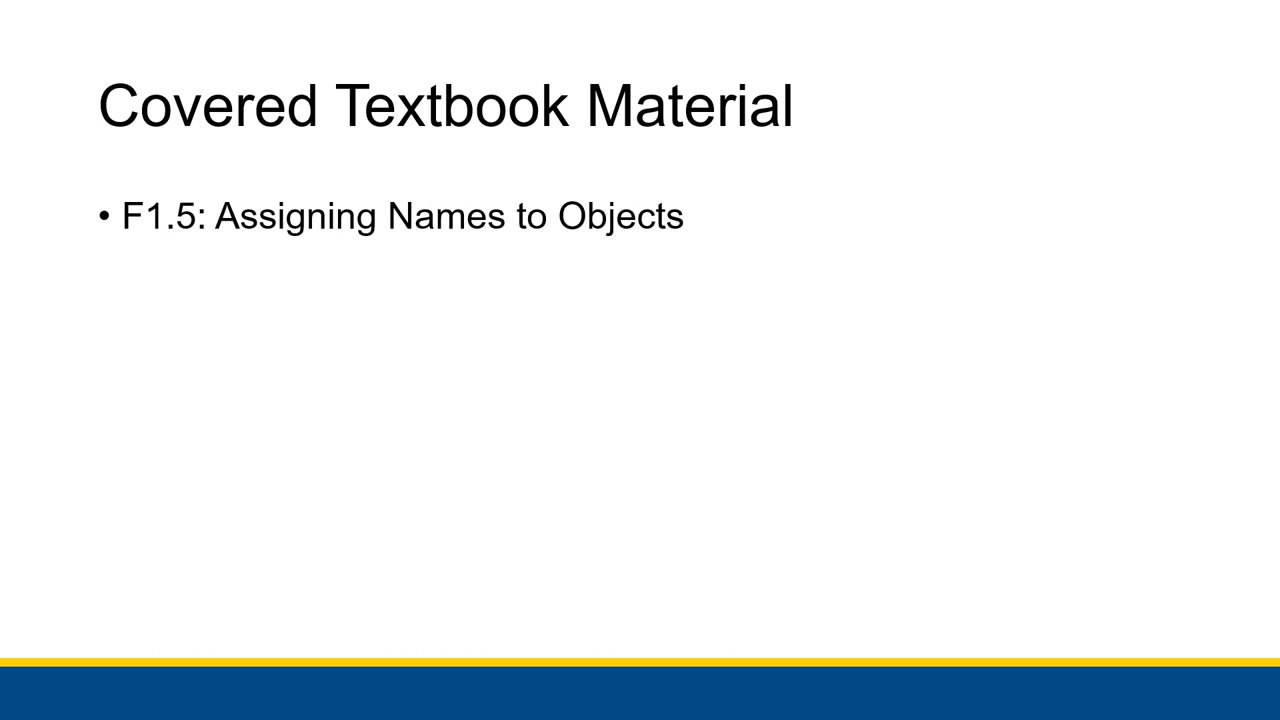 Covered Textbook Material
• F1.5: Assigning Names to Objects